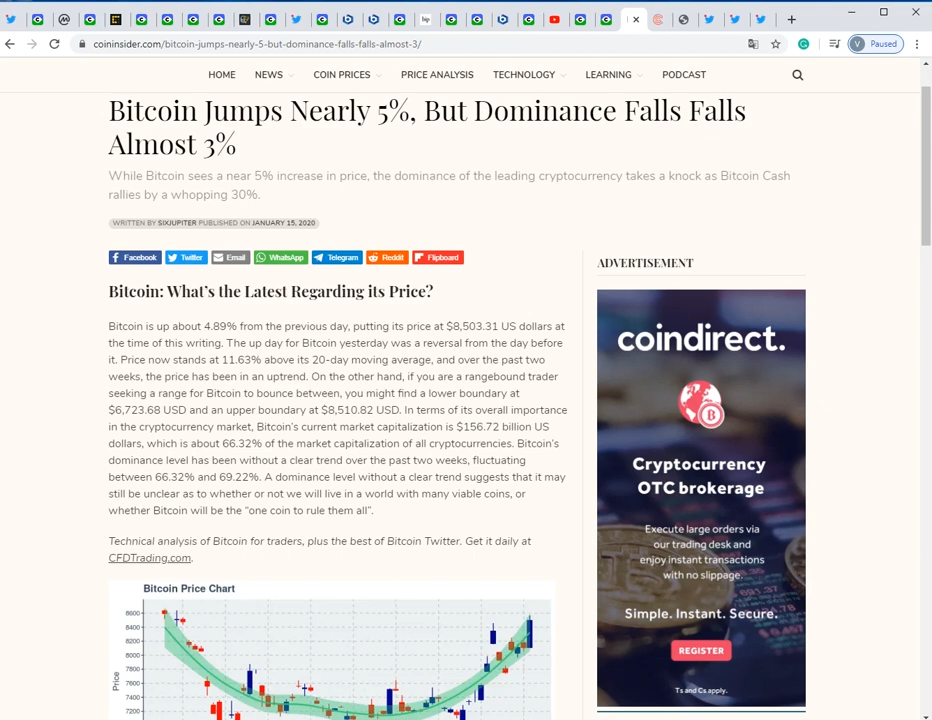 coininsider.com/bitcoin-jumps-nearly-5-but-dominance-falls-falls-almost-3/
V Paused
HOME NEWS COIN PRICES PRICE ANALYSIS TECHNOLOGY LEARNING PODCAST
Bitcoin Jumps Nearly 5%, But Dominance Falls Falls
Almost 3%
While Bitcoin sees a near 5% increase in price, the dominance of the leading cryptocurrency takes a knock as Bitcoin Cash
rallies by a whopping 30%.
WRITTEN BY SIXJUPITER PUBLISHED ON JANUARY 15, 2020
Facebook Twitter Email WhatsApp Telegram Reddit Flipboard
Bitcoin: What's the Latest Regarding its Price?
Bitcoin is up about 4.89% from the previous day, putting its price at $8,503.31 US dollars at
the time of this writing. The up day for Bitcoin yesterday was a reversal from the day before
it. Price now stands at 11.63% above its 20-day moving average, and over the past two
weeks, the price has been in an uptrend. On the other hand, if you are a rangebound trader
seeking a range for Bitcoin to bounce between, you might find a lower boundary at
$6,723.68 USD and an upper boundary at $8,510.82 USD. In terms of its overall importance
in the cryptocurrency market, Bitcoin's current market capitalization is $156.72 billion US
dollars, which is about 66.32% of the market capitalization of all cryptocurrencies. Bitcoin's
dominance level has been without a clear trend over the past two weeks, fluctuating
between 66.32% and 69.22%. A dominance level without a clear trend suggests that it may
still be unclear as to whether or not we will live in a world with many viable coins, or
whether Bitcoin will be the “one coin to rule them all”.
Technical analysis of Bitcoin for traders, plus the best of Bitcoin Twitter. Get it daily at
CFDTrading.com.
Bitcoin Price Chart
8600
8400
8200
8000
7800
7600
7400
7200
Price
ADVERTISEMENT
coindirect.
Cryptocurrency
OTC brokerage
Execute large orders via
our trading desk and
enjoy instant transactions
with no slippage.
Simple. Instant. Secure.
REGISTER
Ts and Cs apply.